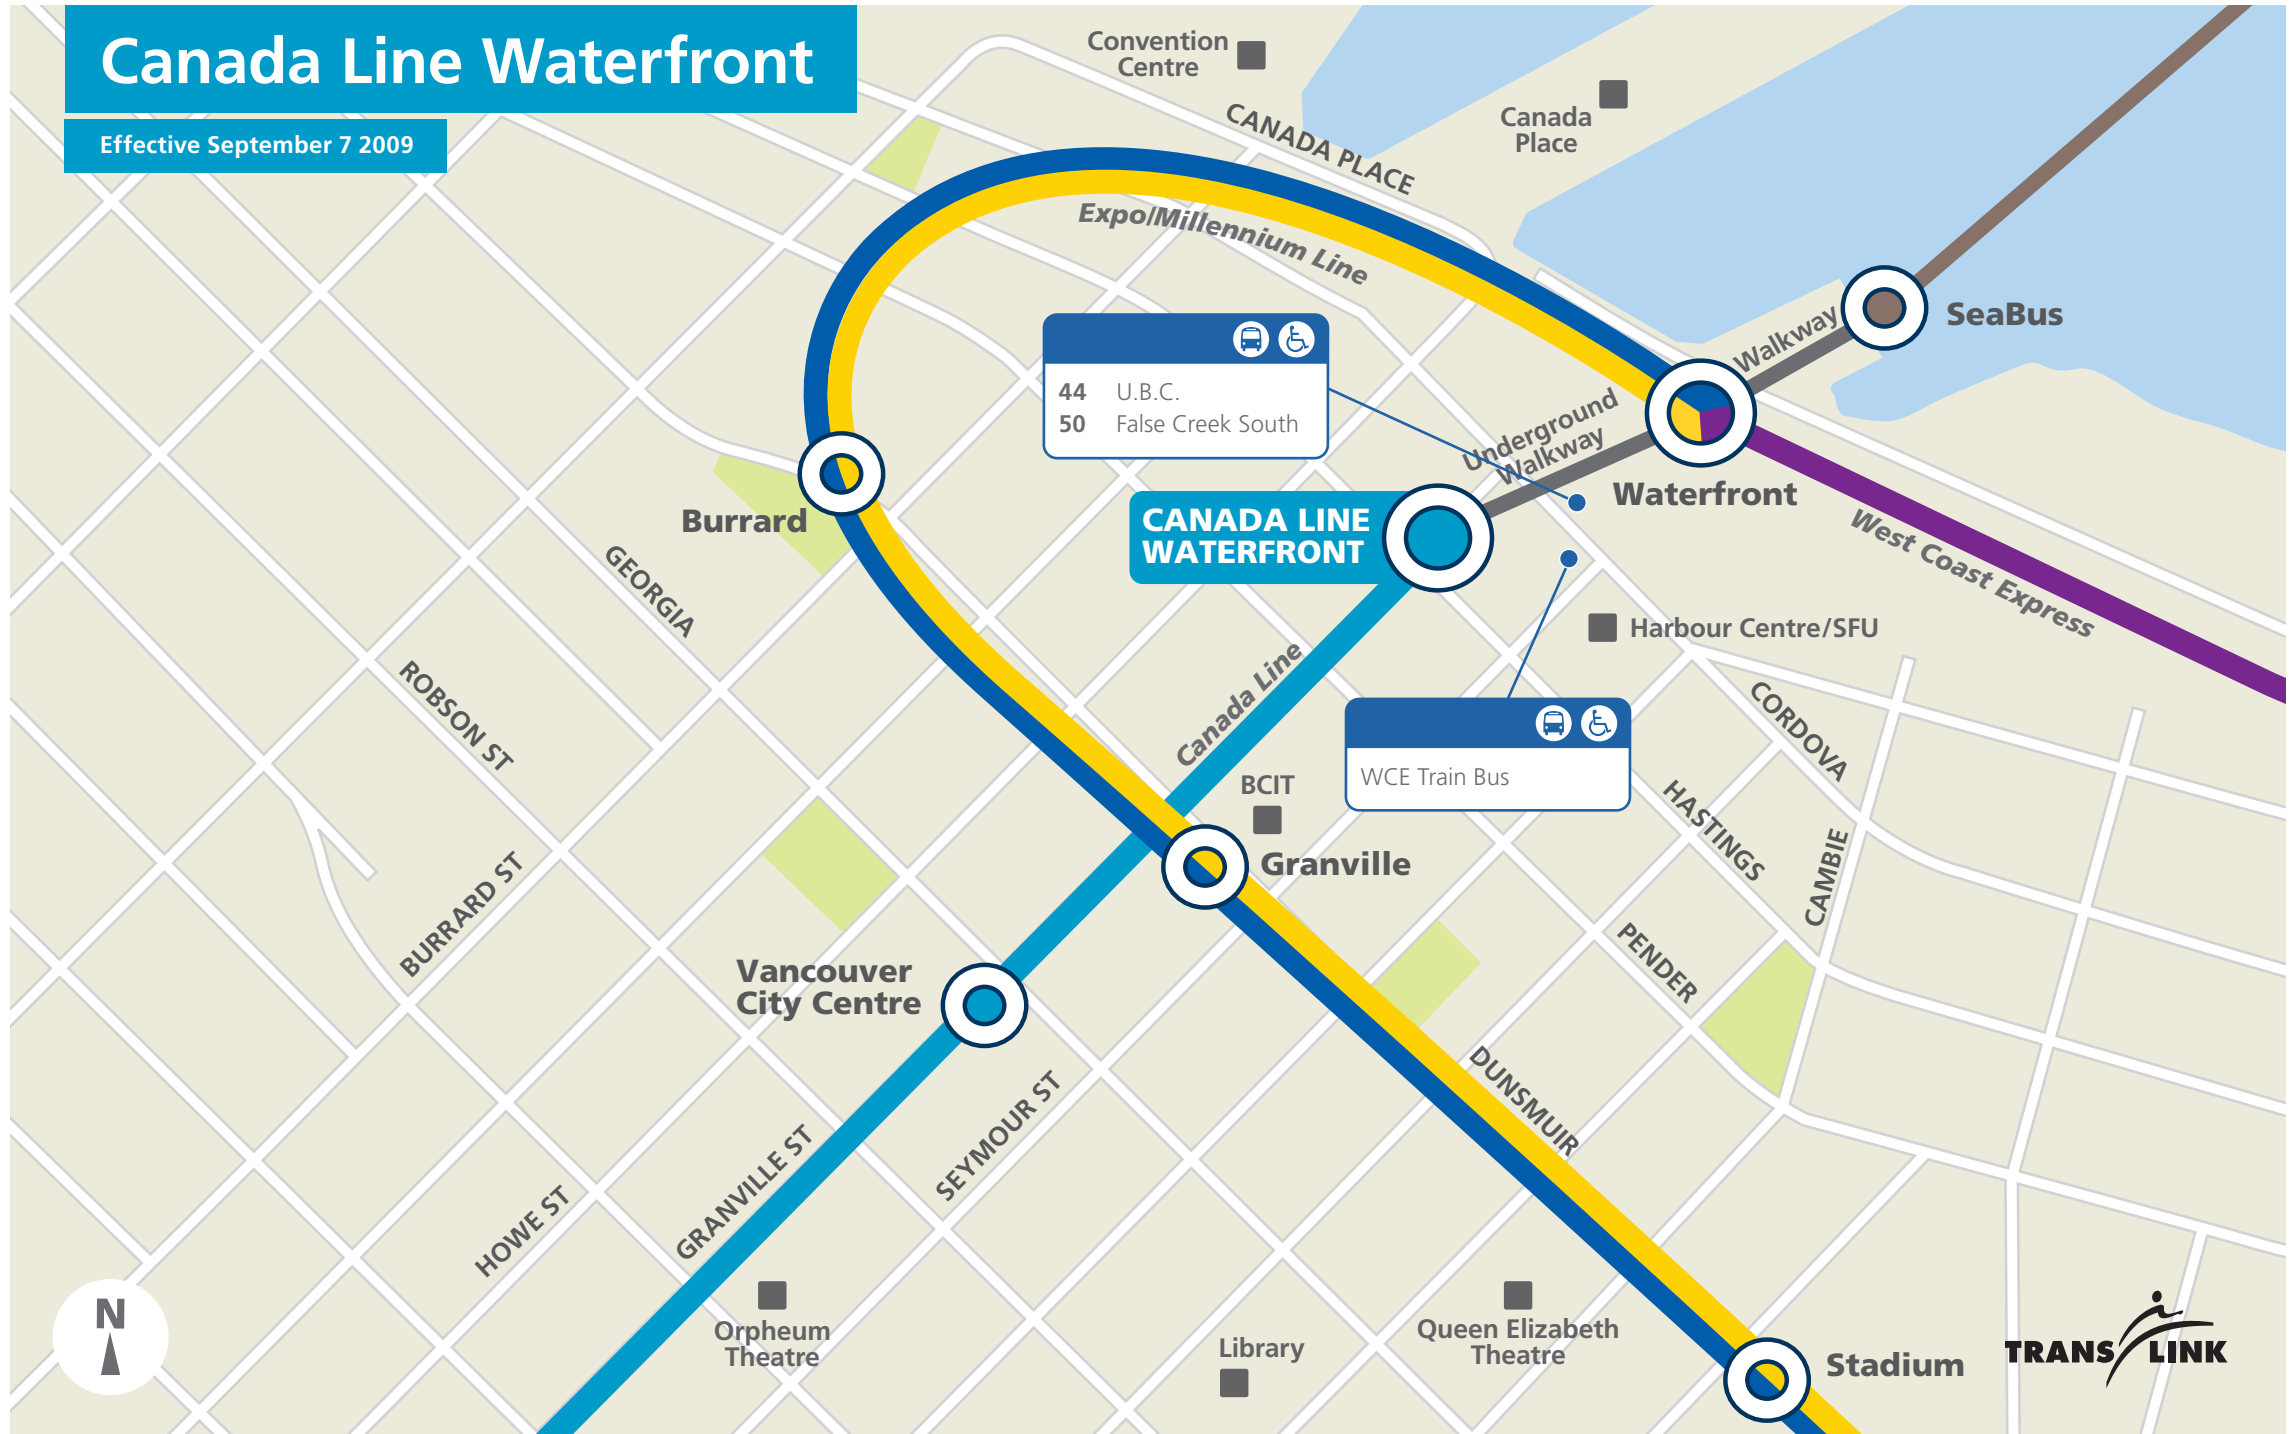 Canada Line Waterfront
Effective September 7 2009
Convention
Centre
Canada
Place
CANADA PLACE
Expo/Millennium Line
SeaBus
Walkway
44 U.B.C.
50 False Creek South
Underground
Walkway
Waterfront
CANADA LINE
WATERFRONT
Burrard
West Coast Express
GEORGIA
Harbour Centre/SFU
Canada Line
ROBSON ST
CORDOVA
WCE Train Bus
BCIT
HASTINGS
CAMBIE
Granville
BURRARD ST
PENDER
Vancouver
City Centre
DUNSMUIR
SEYMOUR ST
GRANVILLE ST
HOWE ST
N
Orpheum
Theatre
Library
Queen Elizabeth
Theatre
Stadium
TRANS LINK